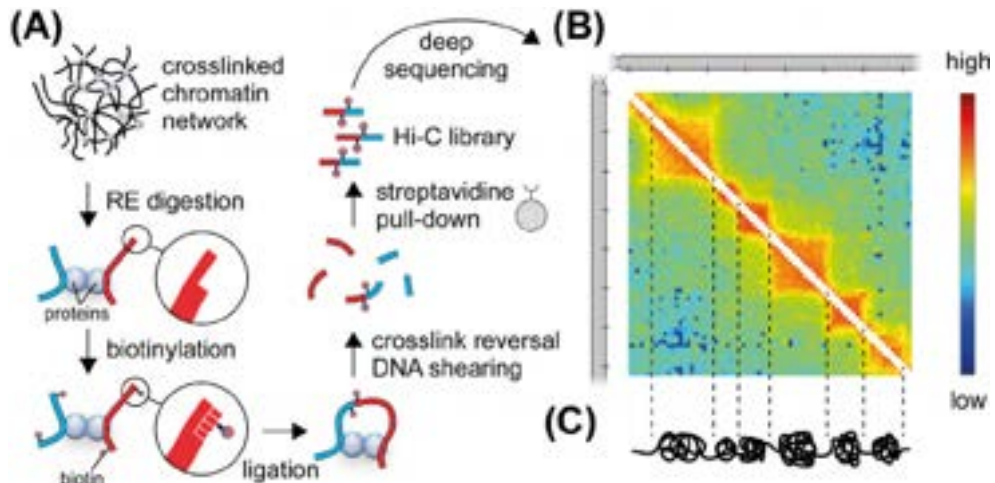 (A)
crosslinked
chromatin
network
RE digestion
proteins
biotinylation
biotin
ligation
crosslink reversal
DNA shearing
streptavidine
pull-down
Hi-C library
deep
sequencing
(B)
high
low
(C)